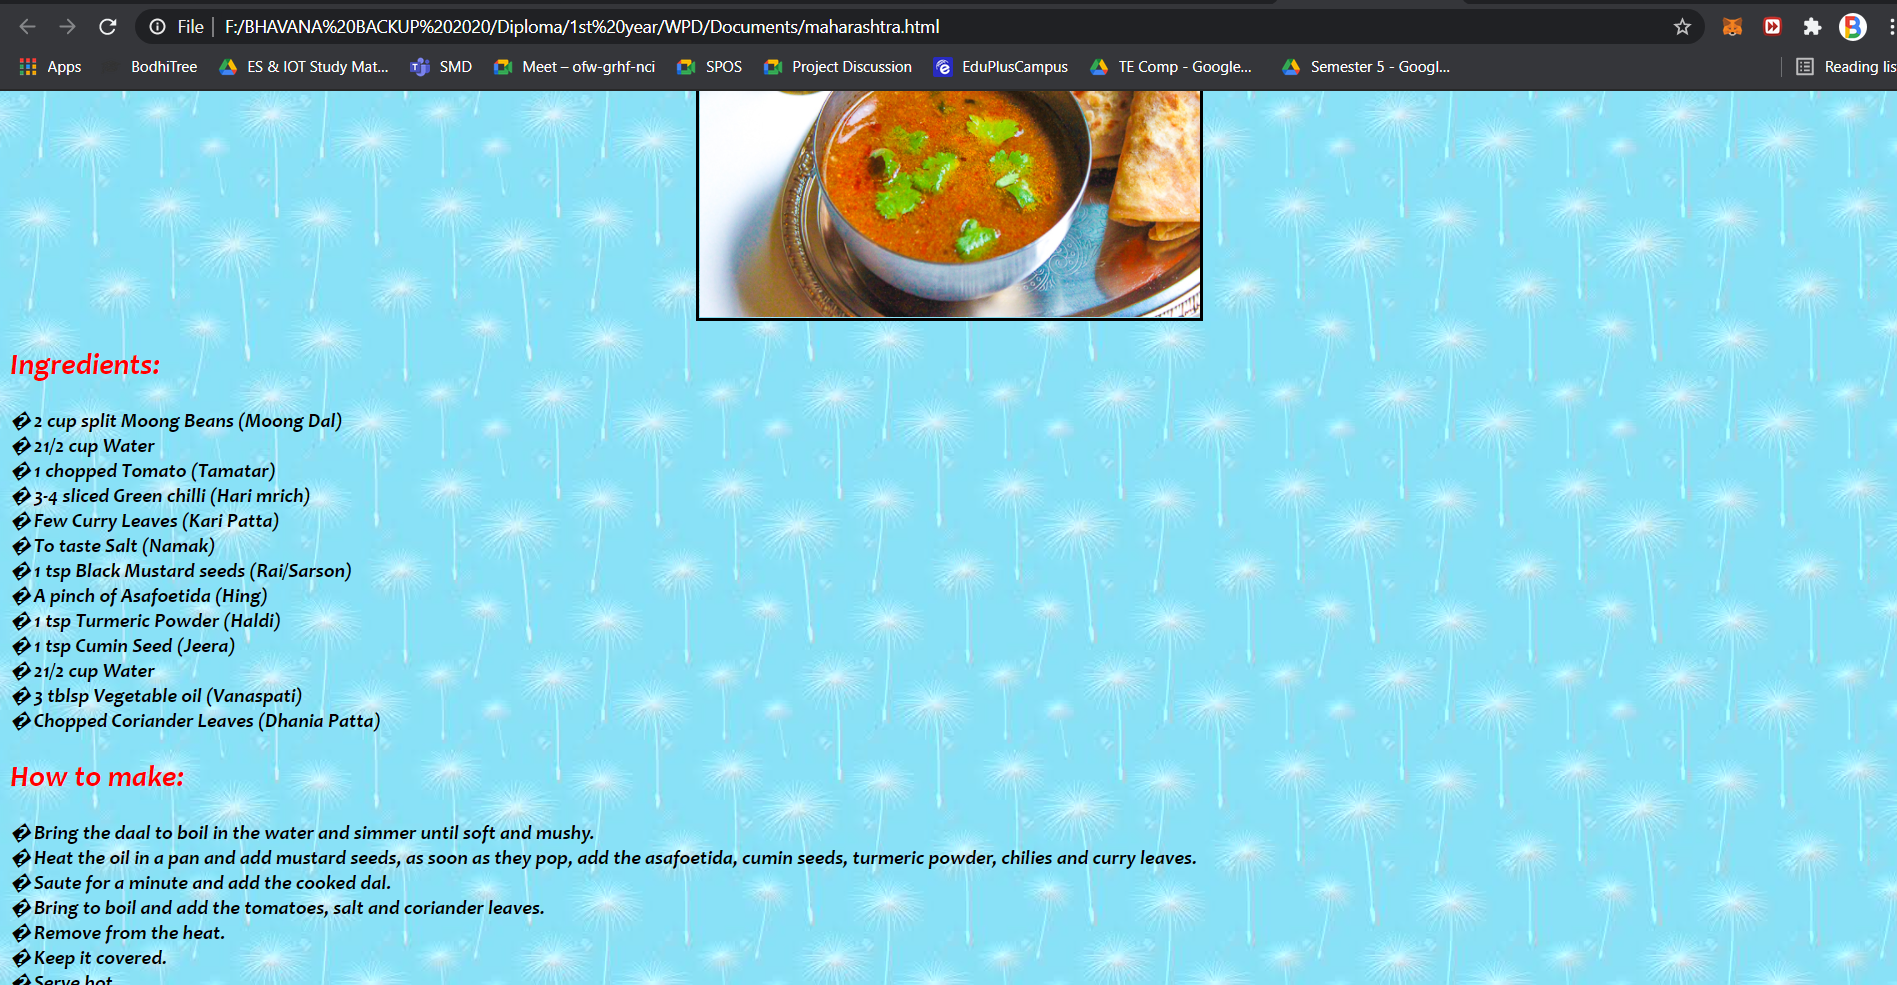 File | F:/BHAVANA%20BACKUP%202020/Diploma/1st%20year/WPD/Documents/maharashtra.html
Apps BodhiTree ES & IOT Study Mat... SMD Meet – ofw-grhf-nci SPOS Project Discussion EduPlusCampus TE Comp - Google... Semester 5 - Googl... Reading lis
Ingredients:
� 2 cup split Moong Beans (Moong Dal)
� 21/2 cup Water
� 1 chopped Tomato (Tamatar)
� 3-4 sliced Green chilli (Hari mrich)
� Few Curry Leaves (Kari Patta)
� To taste Salt (Namak)
� 1 tsp Black Mustard seeds (Rai/Sarson)
� A pinch of Asafoetida (Hing)
� 1 tsp Turmeric Powder (Haldi)
� 1 tsp Cumin Seed (Jeera)
� 21/2 cup Water
� 3 tblsp Vegetable oil (Vanaspati)
� Chopped Coriander Leaves (Dhania Patta)
How to make:
� Bring the daal to boil in the water and simmer until soft and mushy.
� Heat the oil in a pan and add mustard seeds, as soon as they pop, add the asafoetida, cumin seeds, turmeric powder, chilies and curry leaves.
� Saute for a minute and add the cooked dal.
� Bring to boil and add the tomatoes, salt and coriander leaves.
� Remove from the heat.
� Keep it covered.
� Serve hot